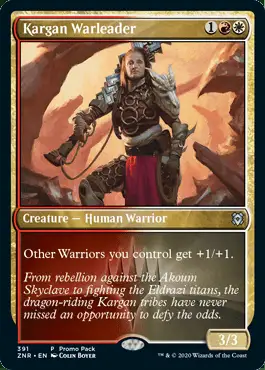 Kargan Warleader 1
Creature — Human Warrior
Other Warriors you control get +1/+1.
From rebellion against the Akoum
Skyclave to fighting the Eldrazi titans, the
dragon-riding Kargan tribes have never
missed an opportunity to defy the odds.
3/3
391 P Promo Pack
ZNR • EN Colin Boyer
™ & © 2020 Wizards of the Coast